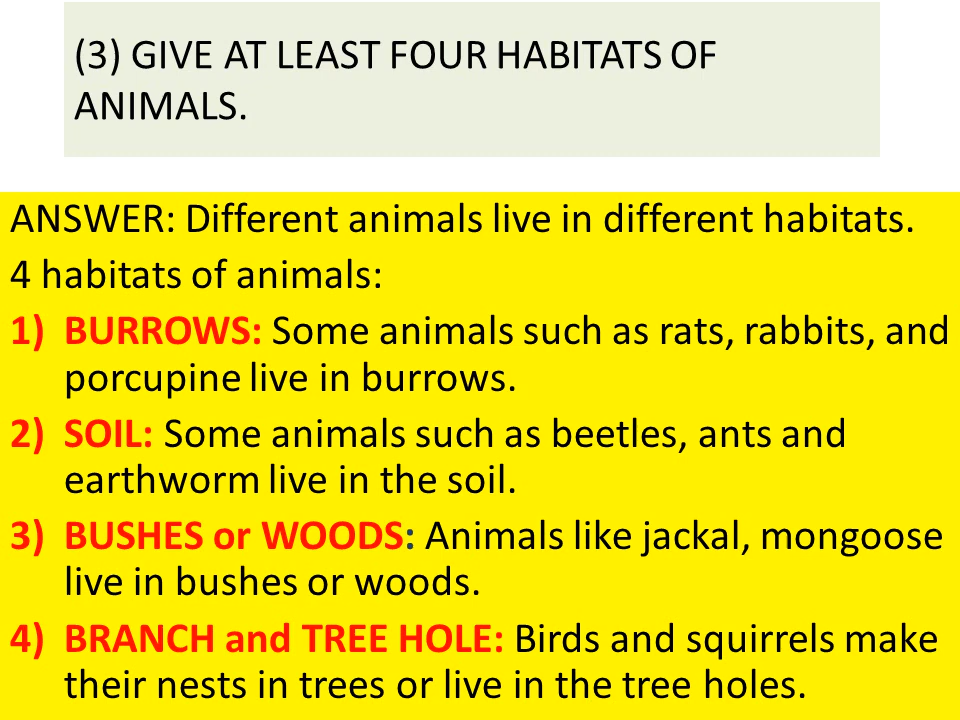 (3) GIVE AT LEAST FOUR HABITATS OF
ANIMALS.
ANSWER: Different animals live in different habitats.
4 habitats of animals:
1) BURROWS: Some animals such as rats, rabbits, and
porcupine live in burrows.
2) SOIL: Some animals such as beetles, ants and
earthworm live in the soil.
3) BUSHES or WOODS: Animals like jackal, mongoose
live in bushes or woods.
4) BRANCH and TREE HOLE: Birds and squirrels make
their nests in trees or live in the tree holes.